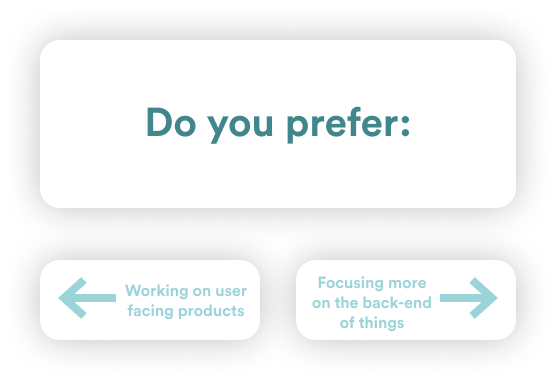 Do you prefer:
Working on user
facing products
Focusing more
on the back-end
of things